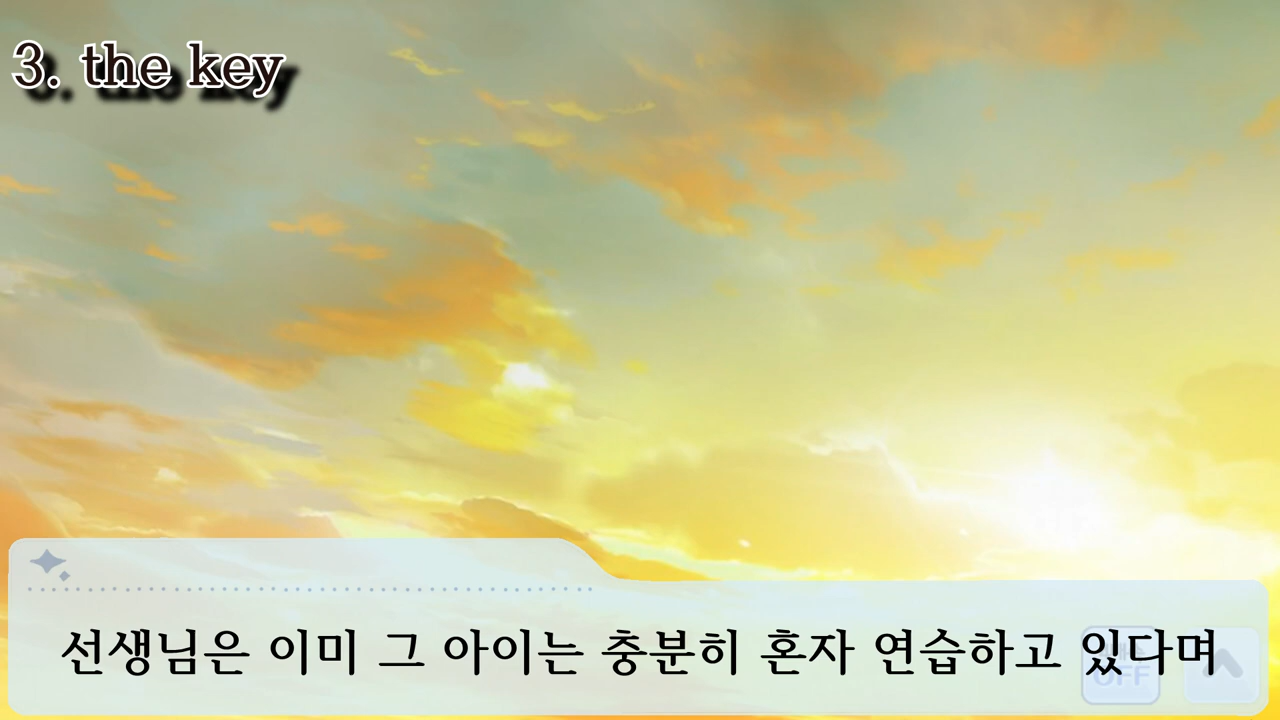 3. the key
선생님은 이미 그 아이는 충분히 혼자 연습하고 있다며
OFF